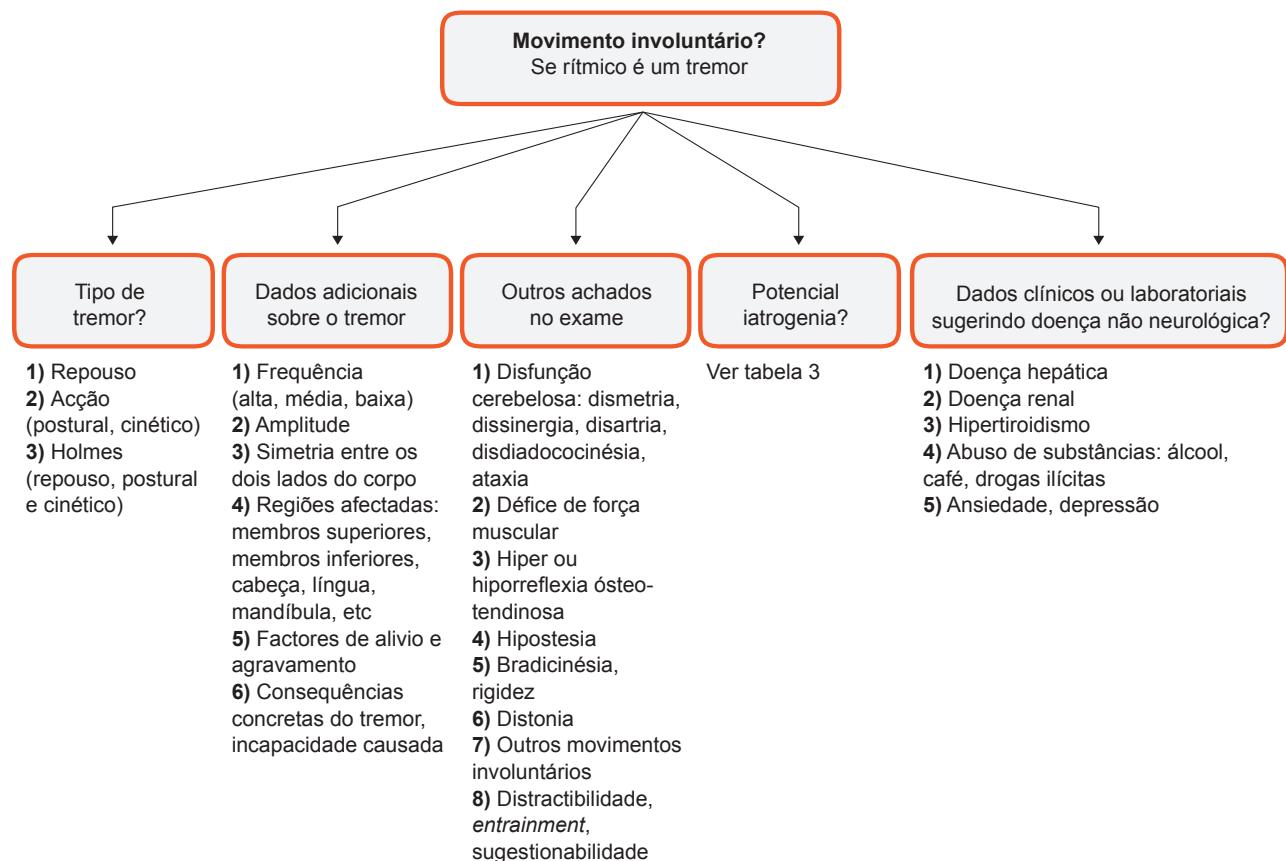 Movimento involuntário?
Se rítmico é um tremor
Tipo de
tremor?
1) Repouso
2) Acção
(postural, cinético)
3) Holmes
(repouso, postural
e cinético)
Dados adicionais
sobre o tremor
1) Frequência
(alta, média, baixa)
2) Amplitude
3) Simetria entre os
dois lados do corpo
4) Regiões afectadas:
membros superiores,
membros inferiores,
cabeça, língua,
mandíbula, etc
5) Factores de alivio e
agravamento
6) Consequências
concretas do tremor,
incapacidade causada
Outros achados
no exame
1) Disfunção
cerebelosa: dismetria,
dissinergia, disartria,
disdiadococinésia,
ataxia
2) Défice de força
muscular
3) Hiper ou
hiporreflexia ósteo-
tendinosa
4) Hipostesia
5) Bradicinésia,
rigidez
6) Distonia
7) Outros movimentos
involuntários
8) Distractibilidade,
entrainment,
sugestionabilidade
Potencial
iatrogenia?
Ver tabela 3
Dados clínicos ou laboratoriais
sugerindo doença não neurológica?
1) Doença hepática
2) Doença renal
3) Hipertiroidismo
4) Abuso de substâncias: álcool,
café, drogas ilícitas
5) Ansiedade, depressão